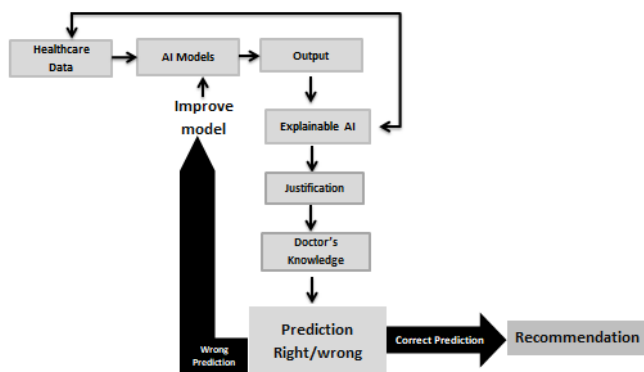 Healthcare
Data
AI Models
Output
Improve
model
Explainable AI
Justification
Doctor's
Knowledge
Prediction
Right/wrong
Wrong
Prediction
Correct Prediction
Recommendation